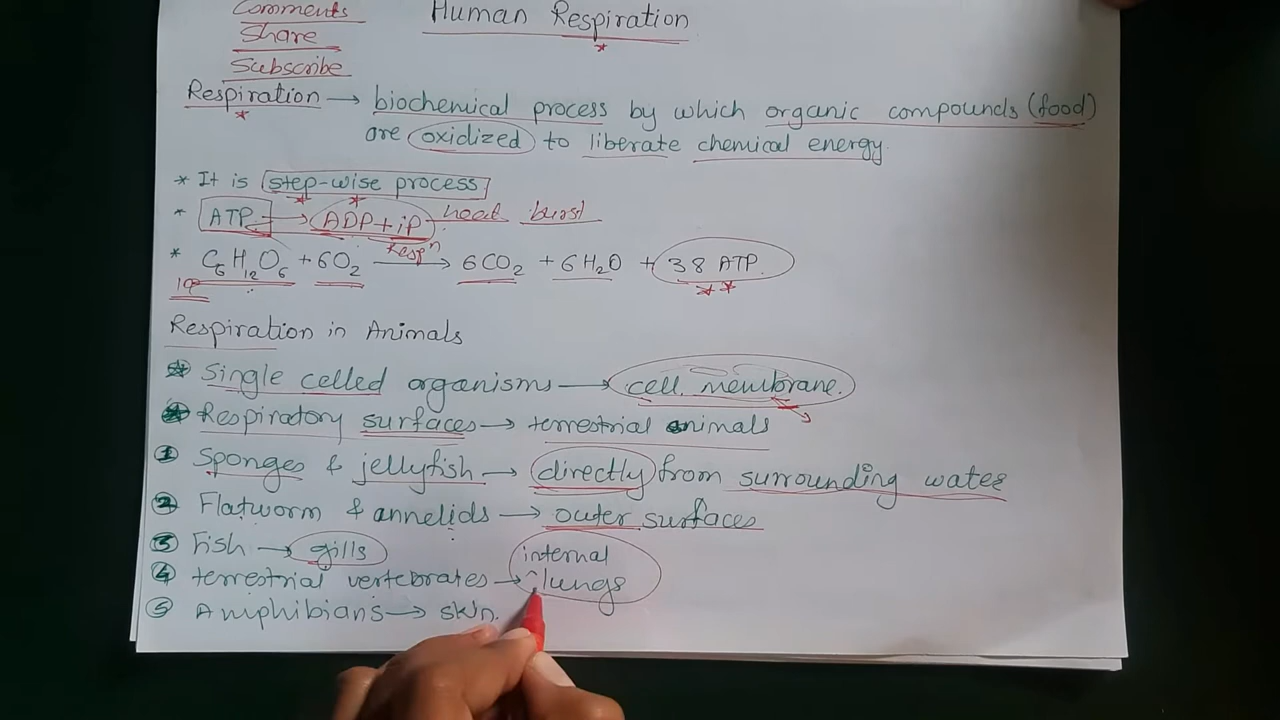 Comments
Share
Subscribe
Human Respiration
*
Respiration → biochemical process by which organic compounds (food)
*
are oxidized to liberate chemical energy.
* It is step-wise process
* ATP → ADP + iP heat burst
* C6H12O6 + 6O2 → Resp^n 6CO2 + 6H2O + 38 ATP.
Respiration in Animals
* Single celled organisms → cell membrane.
* Respiratory surfaces → terrestrial animals
① Sponges & jellyfish → directly from surrounding water
② Flatworm & annelids → outer surfaces
③ Fish → gills
④ terrestrial vertebrates → internal lungs
⑤ Amphibians → skin.